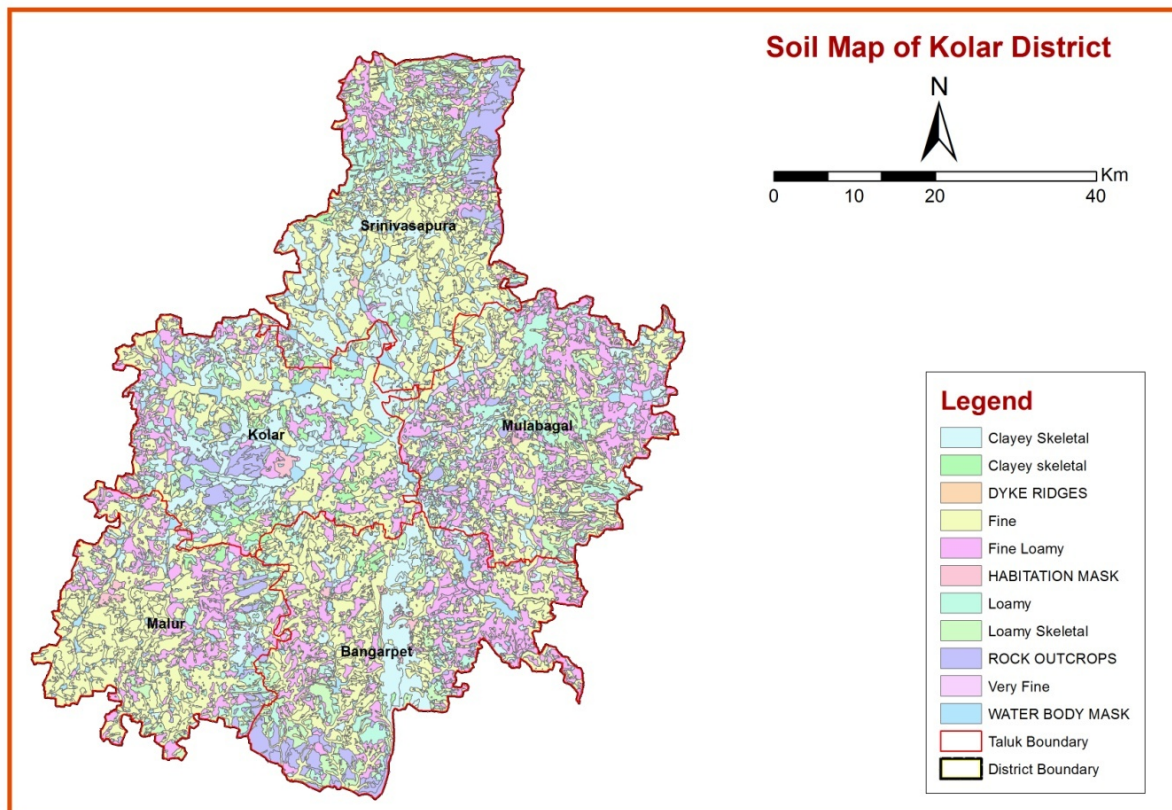 Soil Map of Kolar District
N
Km
0 10 20 40
Srinivasapura
Kolar
Mulabagal
Malur
Bangarpet
Legend
Clayey Skeletal
Clayey skeletal
DYKE RIDGES
Fine
Fine Loamy
HABITATION MASK
Loamy
Loamy Skeletal
ROCK OUTCROPS
Very Fine
WATER BODY MASK
Taluk Boundary
District Boundary